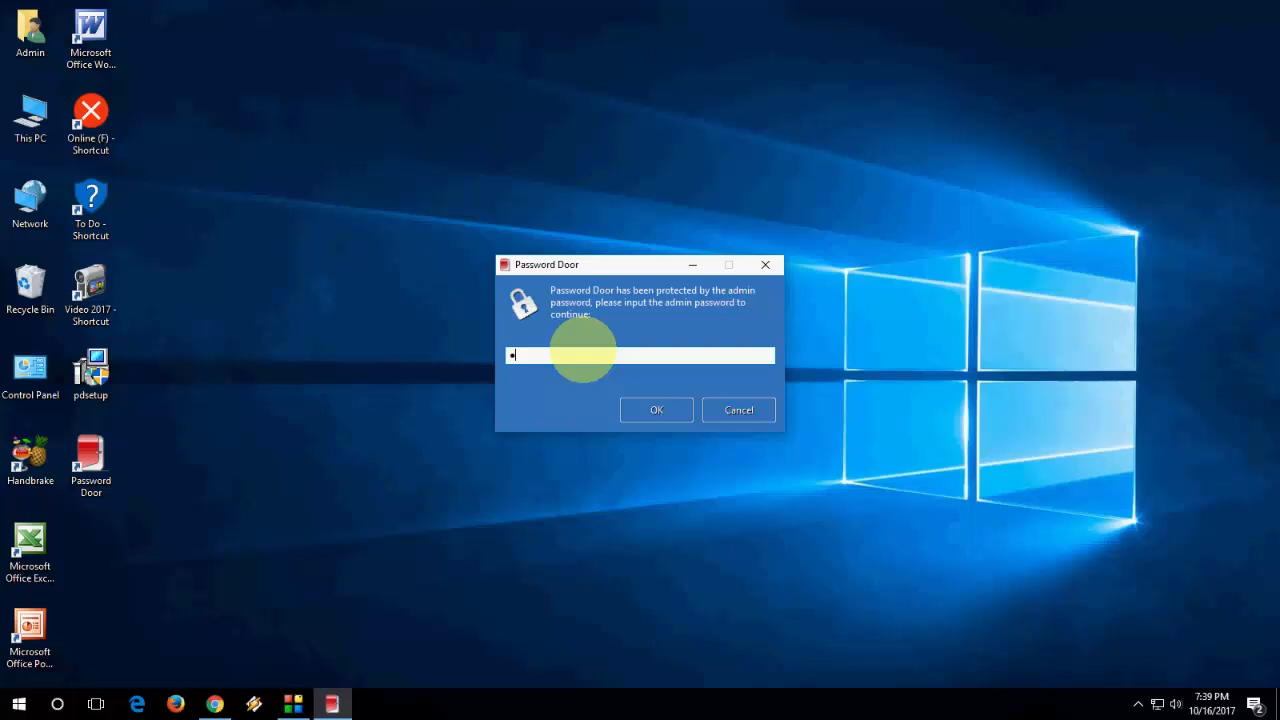 Admin
Microsoft
Office Wo...
This PC
Online (F) -
Shortcut
Network
To Do -
Shortcut
Recycle Bin
Video 2017 -
Shortcut
Control Panel
pdsetup
Handbrake
Password
Door
Microsoft
Office Exc...
Microsoft
Office Po...
Password Door
Password Door has been protected by the admin
password, please input the admin password to
continue:
OK
Cancel
7:39 PM
10/16/2017
2